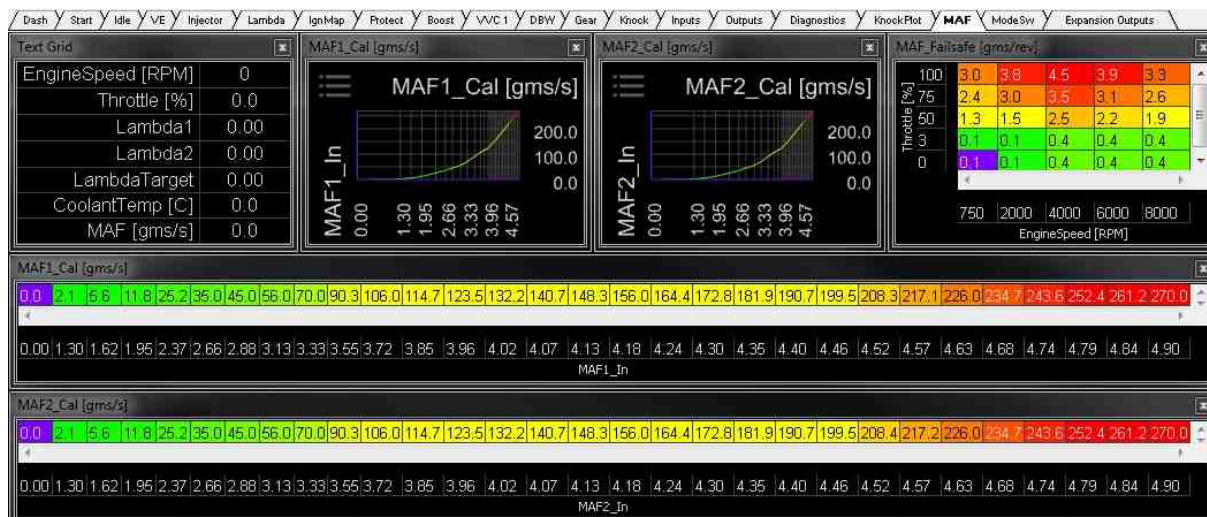 Dash Start Idle VE Injector Lambda IgnMap Protect Boost VVC 1 DBW Gear Knock Inputs Outputs Diagnostics KnockPlot MAF ModeSw Expansion Outputs
Text Grid
EngineSpeed [RPM] 0
Throttle [%] 0.0
Lambda1 0.00
Lambda2 0.00
LambdaTarget 0.00
CoolantTemp [C] 0.0
MAF [gms/s] 0.0
MAF1_Cal [gms/s]
MAF1_Cal [gms/s]
200.0
100.0
0.0
MAF1_In
0.00 1.30 1.95 2.66 3.33 3.96 4.57
MAF2_Cal [gms/s]
MAF2_Cal [gms/s]
200.0
100.0
0.0
MAF2_In
0.00 1.30 1.95 2.66 3.33 3.96 4.57
MAF_Failsafe [gms/rev]
Throttle [%]
100 3.0 3.8 4.5 3.9 3.9
75 2.4 3.0 3.5 3.1 2.6
50 1.3 1.5 2.5 2.2 1.9
3 0.1 0.1 0.4 0.4 0.4
0 0.1 0.1 0.4 0.4 0.4
750 2000 4000 6000 8000
EngineSpeed [RPM]
MAF1_Cal [gms/s]
0.0 2.1 5.6 11.8 25.2 35.0 45.0 56.0 70.0 90.3 106.0 114.7 123.5 132.2 140.7 148.3 156.0 164.4 172.8 181.9 190.7 199.5 208.3 217.1 226.0 234.7 243.6 252.4 261.2 270.0
0.00 1.30 1.62 1.95 2.37 2.66 2.88 3.13 3.33 3.55 3.72 3.85 3.96 4.02 4.07 4.13 4.18 4.24 4.30 4.35 4.40 4.46 4.52 4.57 4.63 4.68 4.74 4.79 4.84 4.90
MAF1_In
MAF2_Cal [gms/s]
0.0 2.1 5.6 11.8 25.2 35.0 45.0 56.0 70.0 90.3 106.0 114.7 123.5 132.2 140.7 148.3 156.0 164.4 172.8 181.9 190.7 199.5 208.4 217.2 226.0 234.7 243.6 252.4 261.2 270.0
0.00 1.30 1.62 1.95 2.37 2.66 2.88 3.13 3.33 3.55 3.72 3.85 3.96 4.02 4.07 4.13 4.18 4.24 4.30 4.35 4.40 4.46 4.52 4.57 4.63 4.68 4.74 4.79 4.84 4.90
MAF2_In